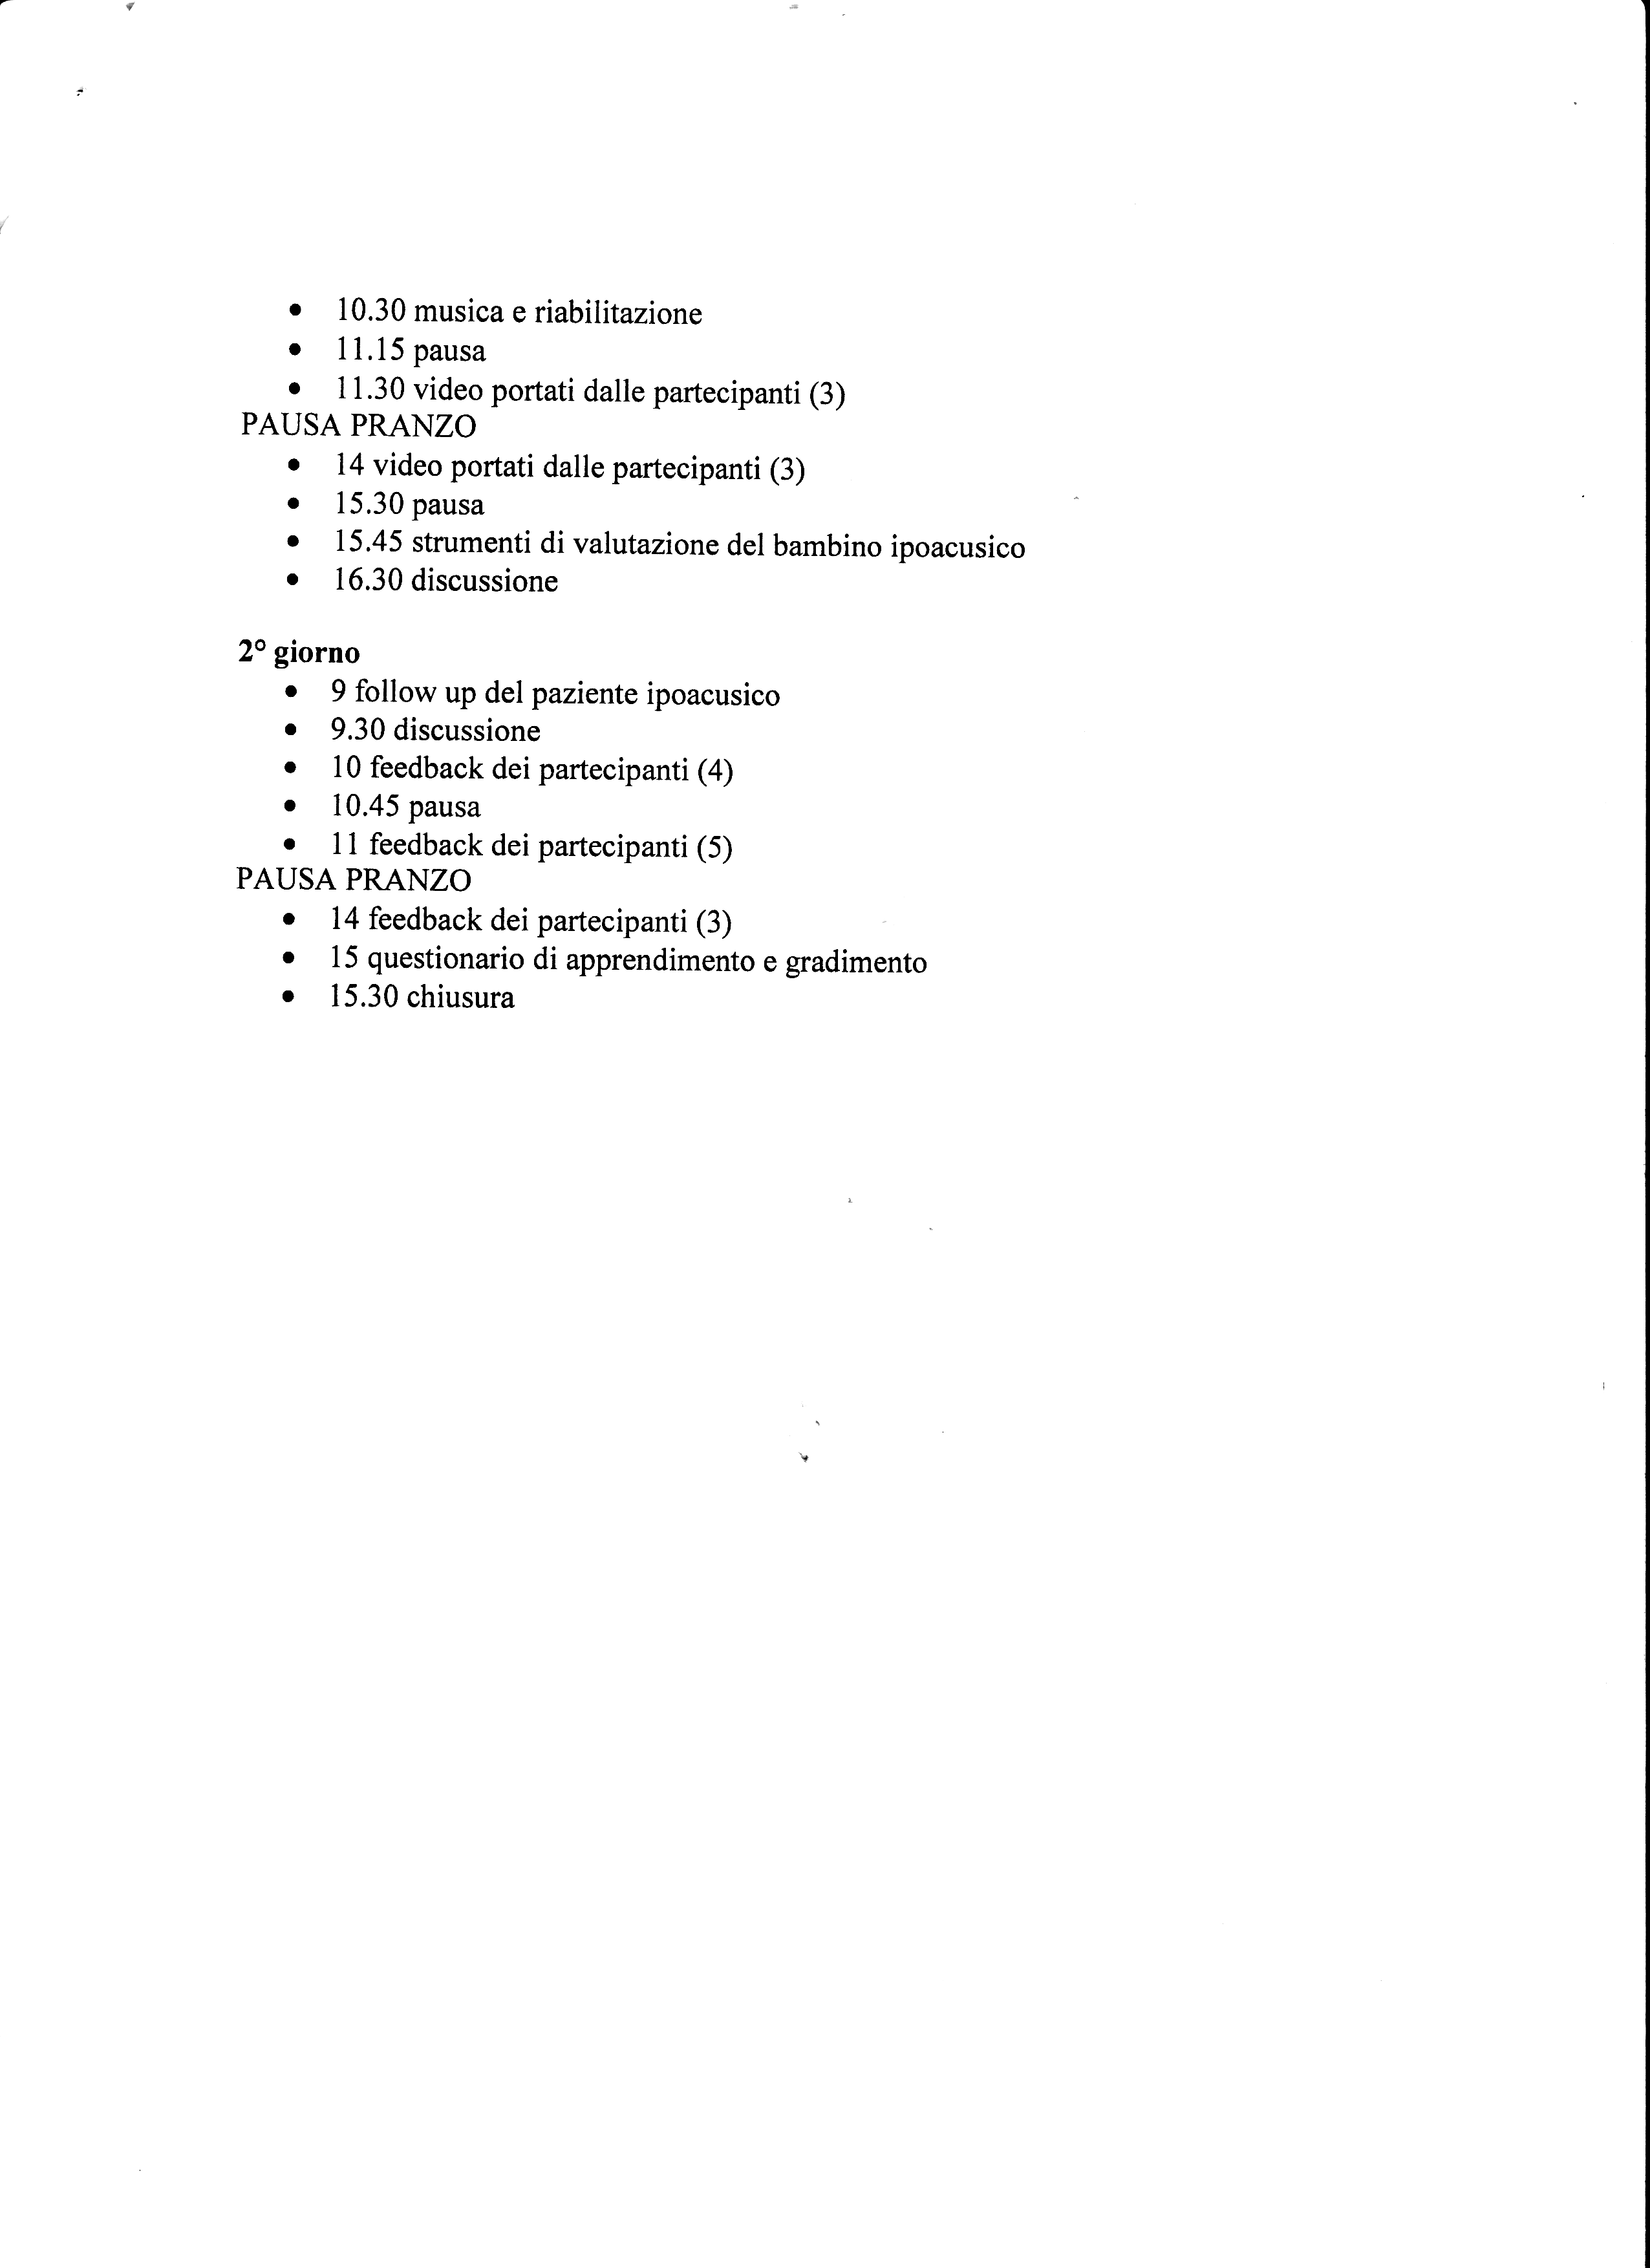 • 10.30 musica e riabilitazione
• 11.15 pausa
• 11.30 video portati dalle partecipanti (3)
PAUSA PRANZO
• 14 video portati dalle partecipanti (3)
• 15.30 pausa
• 15.45 strumenti di valutazione del bambino ipoacusico
• 16.30 discussione
2° giorno
• 9 follow up del paziente ipoacusico
• 9.30 discussione
• 10 feedback dei partecipanti (4)
• 10.45 pausa
• 11 feedback dei partecipanti (5)
PAUSA PRANZO
• 14 feedback dei partecipanti (3)
• 15 questionario di apprendimento e gradimento
• 15.30 chiusura